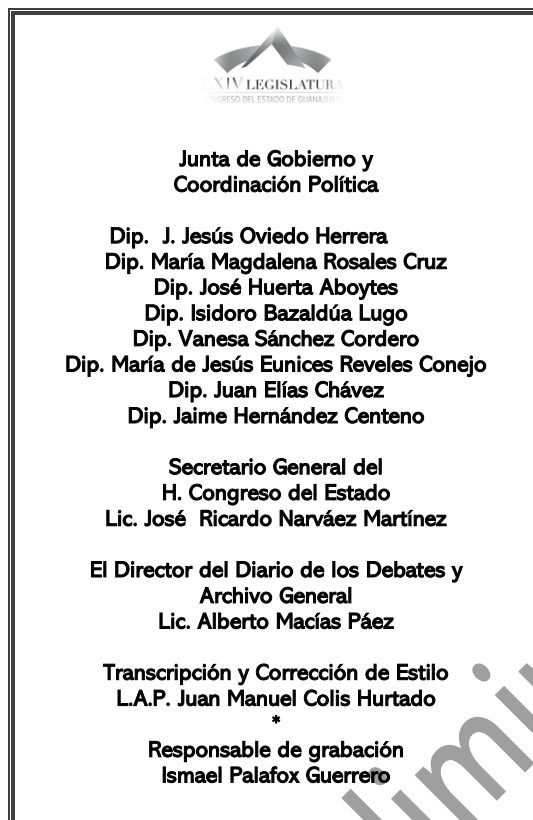 LXIV LEGISLATURA
CONGRESO DEL ESTADO DE GUANAJUATO
Junta de Gobierno y
Coordinación Política
Dip.  J. Jesús Oviedo Herrera
Dip. María Magdalena Rosales Cruz
Dip. José Huerta Aboytes
Dip. Isidoro Bazaldúa Lugo
Dip. Vanesa Sánchez Cordero
Dip. María de Jesús Eunices Reveles Conejo
Dip. Juan Elías Chávez
Dip. Jaime Hernández Centeno
Secretario General del
H. Congreso del Estado
Lic. José  Ricardo Narváez Martínez
El Director del Diario de los Debates y
Archivo General
Lic. Alberto Macías Páez
Transcripción y Corrección de Estilo
L.A.P. Juan Manuel Colis Hurtado
*
Responsable de grabación
Ismael Palafox Guerrero